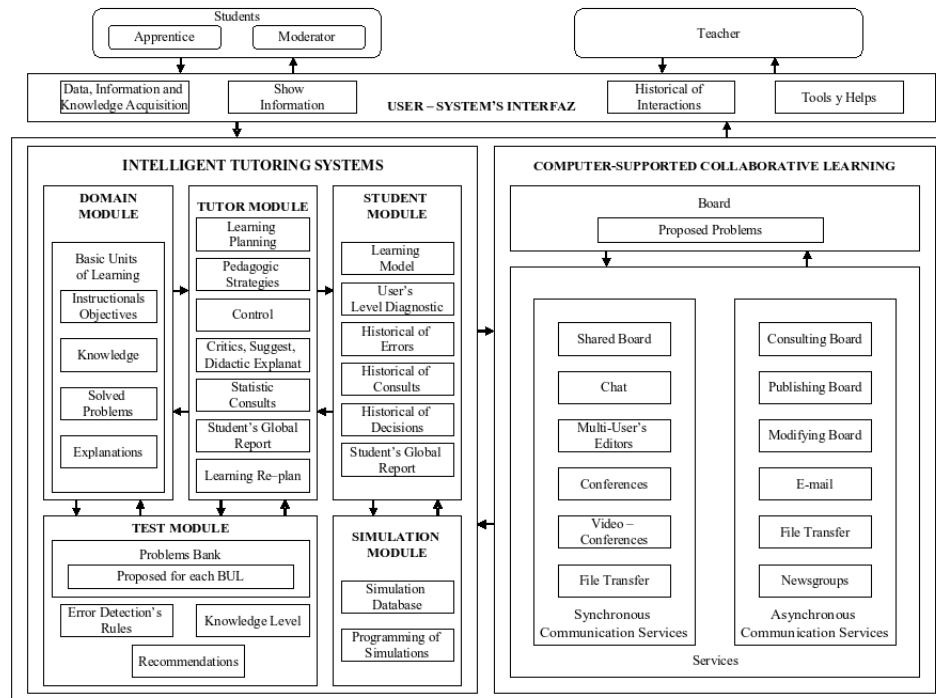 Students
Apprentice
Moderator
Teacher
Data, Information and
Knowledge Acquisition
Show
Information
USER – SYSTEM'S INTERFAZ
Historical of
Interactions
Tools y Helps
INTELLIGENT TUTORING SYSTEMS
DOMAIN
MODULE
Basic Units
of Learning
Instructionals
Objectives
Knowledge
Solved
Problems
Explanations
TUTOR MODULE
Learning
Planning
Pedagogic
Strategies
Control
Critics, Suggest,
Didactic Explanat
Statistic
Consults
Student's Global
Report
Learning Re–plan
STUDENT
MODULE
Learning
Model
User's
Level Diagnostic
Historical of
Errors
Historical of
Consults
Historical of
Decisions
Student's Global
Report
TEST MODULE
Problems Bank
Proposed for each BUL
Error Detection's
Rules
Knowledge Level
Recommendations
SIMULATION
MODULE
Simulation
Database
Programming of
Simulations
COMPUTER-SUPPORTED COLLABORATIVE LEARNING
Board
Proposed Problems
Shared Board
Chat
Multi-User's
Editors
Conferences
Video –
Conferences
File Transfer
Synchronous
Communication Services
Consulting Board
Publishing Board
Modifying Board
E-mail
File Transfer
Newsgroups
Asynchronous
Communication Services
Services